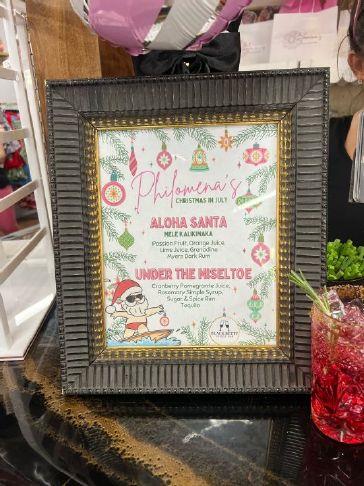 Philomena's
CHRISTMAS IN JULY
ALOHA SANTA
MELE KALIKIMAKA
Passion Fruit, Orange Juice,
Lime Juice, Grenadine
Myers Dark Rum
UNDER THE MISELTOE
Cranberry Pomegrante Juice,
Rosemary Simple Syrup,
Sugar & Spice Rim
Tequila